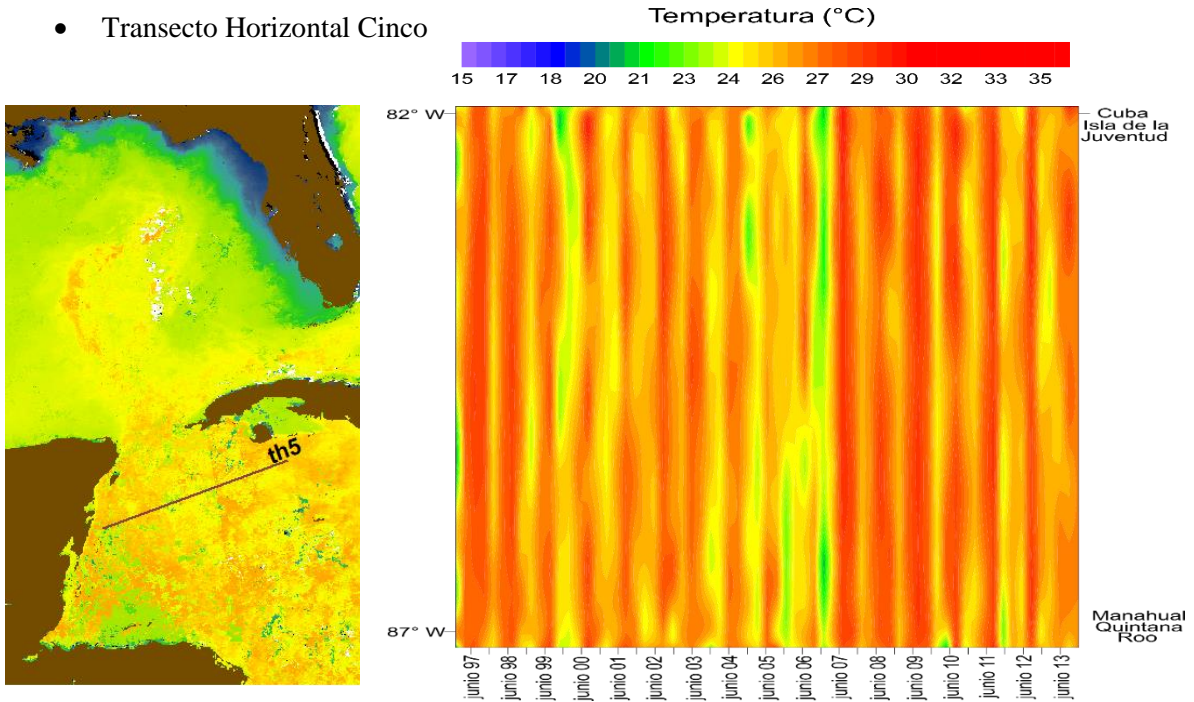 • Transecto Horizontal Cinco
Temperatura (°C)
15 17 18 20 21 23 24 26 27 29 30 32 33 35
82° W
Cuba
Isla de la
Juventud
th5
87° W
Manahual
Quintana
Roo
junio 97
junio 98
junio 99
junio 00
junio 01
junio 02
junio 03
junio 04
junio 05
junio 06
junio 07
junio 08
junio 09
junio 10
junio 11
junio 12
junio 13